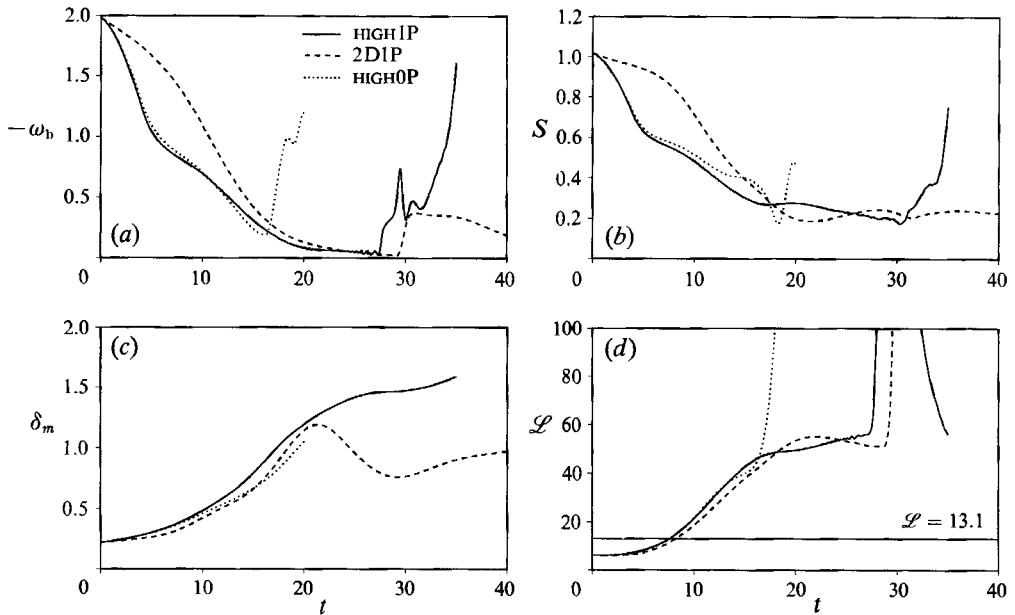 2.0
1.5
−ω_b 1.0
0.5
(a)
0 10 20 30 40
HIGH1P
2D1P
HIGH0P
1.2
1.0
0.8
S 0.6
0.4
0.2
(b)
0 10 20 30 40
2.0
(c)
1.5
δ_m 1.0
0.5
0 10 20 30 40
t
100
(d)
80
60
ℒ
40
20
ℒ = 13.1
0 10 20 30 40
t